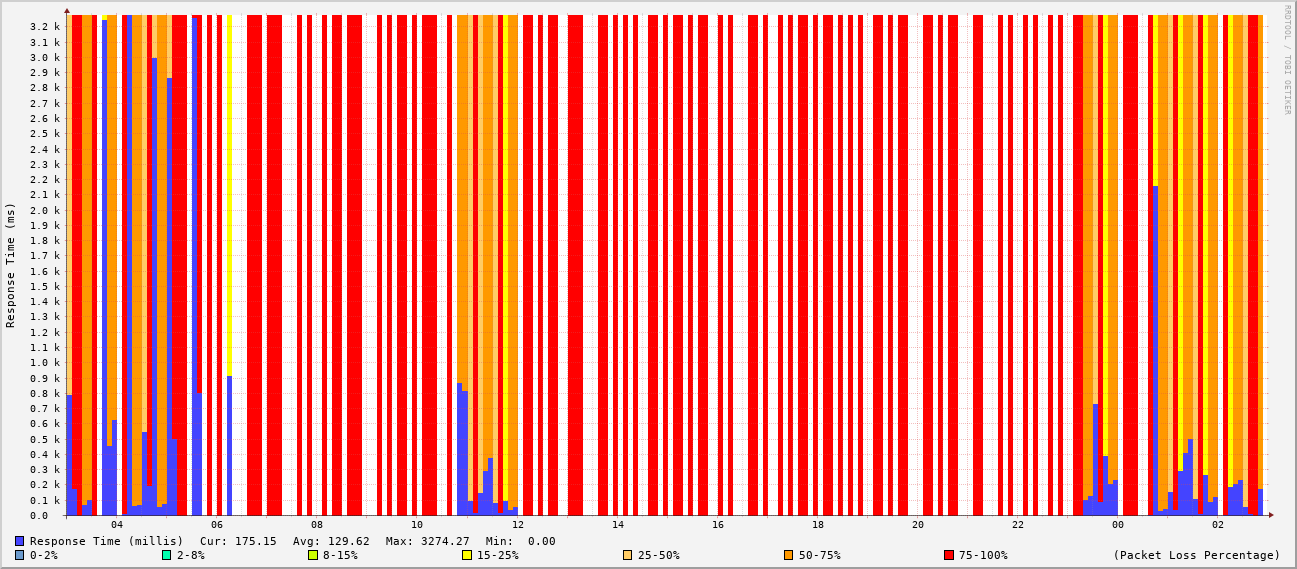 RRDTOOL / TOBI OETIKER
Response Time (ms)
3.2 k
3.1 k
3.0 k
2.9 k
2.8 k
2.7 k
2.6 k
2.5 k
2.4 k
2.3 k
2.2 k
2.1 k
2.0 k
1.9 k
1.8 k
1.7 k
1.6 k
1.5 k
1.4 k
1.3 k
1.2 k
1.1 k
1.0 k
0.9 k
0.8 k
0.7 k
0.6 k
0.5 k
0.4 k
0.3 k
0.2 k
0.1 k
0.0
04 06 08 10 12 14 16 18 20 22 00 02
Response Time (millis) Cur: 175.15 Avg: 129.62 Max: 3274.27 Min: 0.00
0-2% 2-8% 8-15% 15-25% 25-50% 50-75% 75-100% (Packet Loss Percentage)